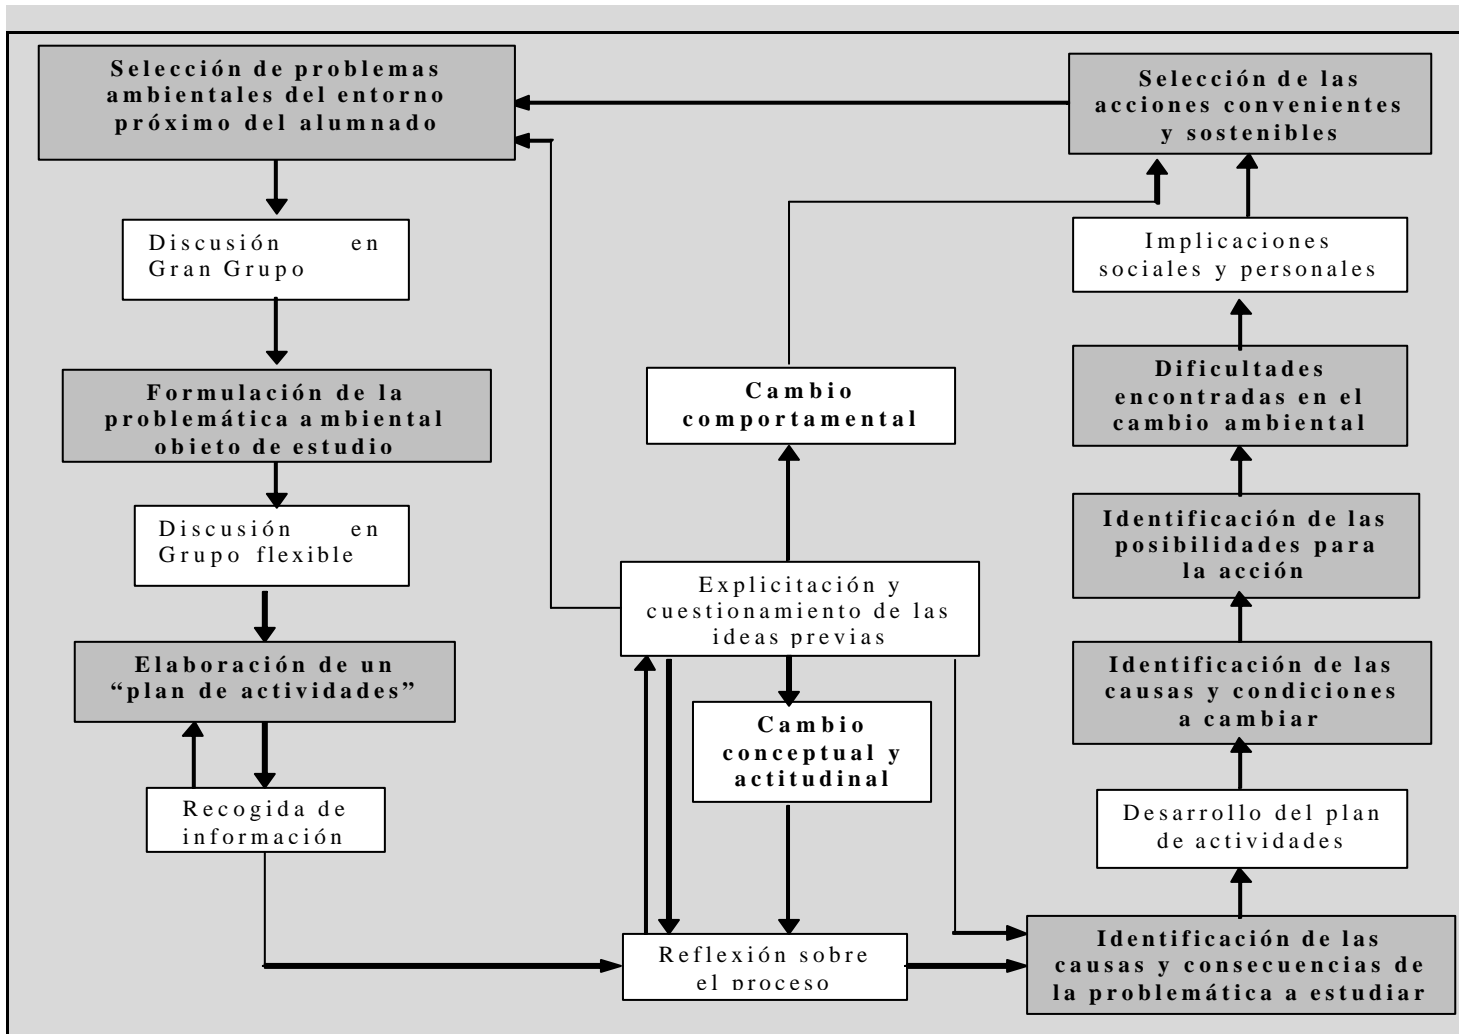 Selección de problemas
ambientales del entorno
próximo del alumnado
Discusión en
Gran Grupo
Formulación de la
problemática ambiental
objeto de estudio
Discusión en
Grupo flexible
Elaboración de un
“plan de actividades”
Recogida de
información
Cambio
comportamental
Explicitación y
cuestionamiento de las
ideas previas
Cambio
conceptual y
actitudinal
Reflexión sobre
el proceso
Selección de las
acciones convenientes
y sostenibles
Implicaciones
sociales y personales
Dificultades
encontradas en el
cambio ambiental
Identificación de las
posibilidades para
la acción
Identificación de las
causas y condiciones
a cambiar
Desarrollo del plan
de actividades
Identificación de las
causas y consecuencias de
la problemática a estudiar